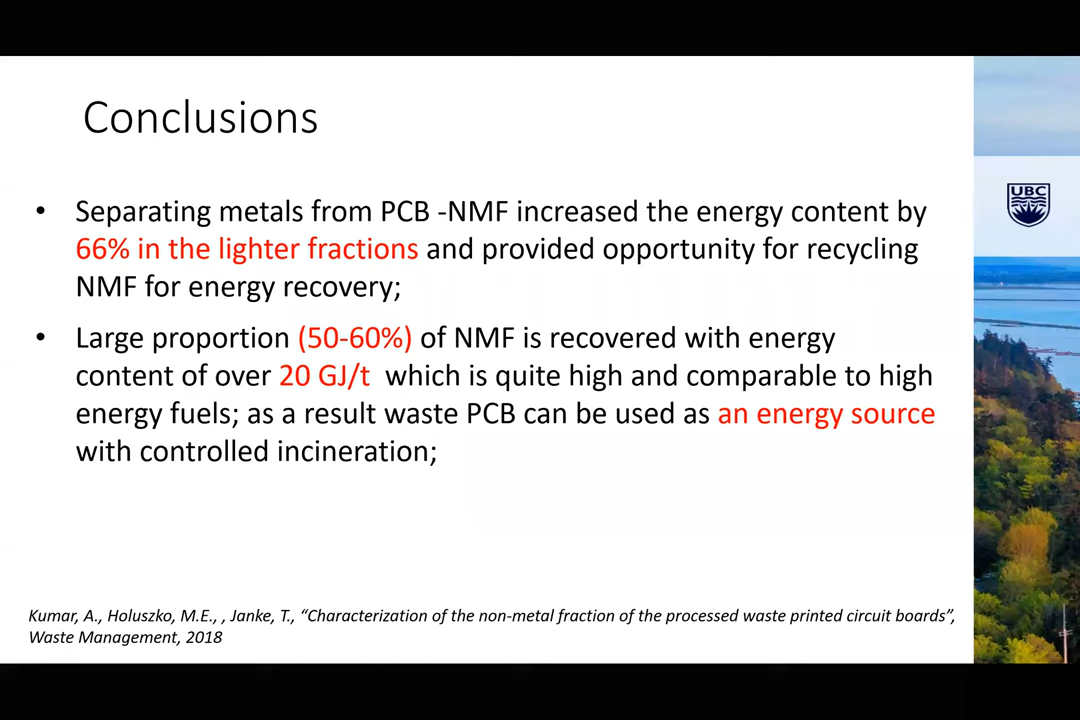 Conclusions
• Separating metals from PCB -NMF increased the energy content by
66% in the lighter fractions and provided opportunity for recycling
NMF for energy recovery;
• Large proportion (50-60%) of NMF is recovered with energy
content of over 20 GJ/t which is quite high and comparable to high
energy fuels; as a result waste PCB can be used as an energy source
with controlled incineration;
UBC
Kumar, A., Holuszko, M.E., , Janke, T., “Characterization of the non-metal fraction of the processed waste printed circuit boards”,
Waste Management, 2018